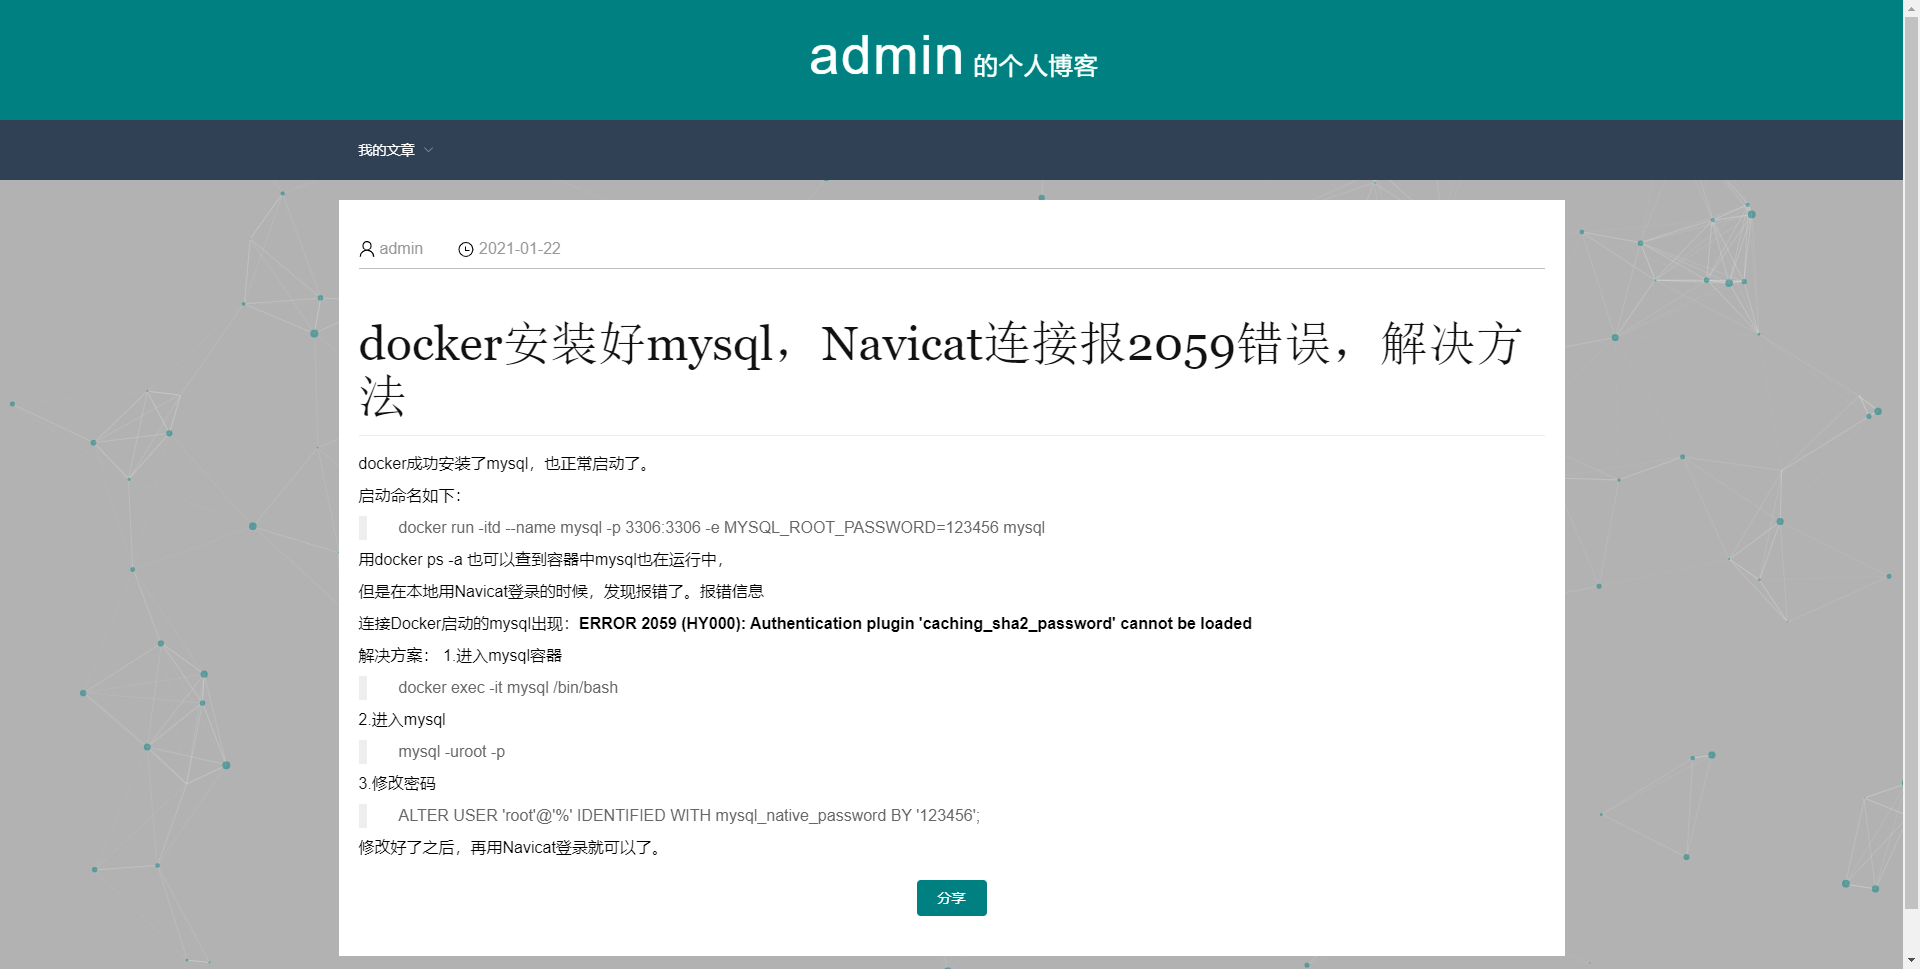 admin 的个人博客
我的文章
admin 2021-01-22
docker安装好mysql，Navicat连接报2059错误，解决方
法
docker成功安装了mysql，也正常启动了。
启动命名如下：
docker run -itd --name mysql -p 3306:3306 -e MYSQL_ROOT_PASSWORD=123456 mysql
用docker ps -a 也可以查到容器中mysql也在运行中，
但是在本地用Navicat登录的时候，发现报错了。报错信息
连接Docker启动的mysql出现：ERROR 2059 (HY000): Authentication plugin 'caching_sha2_password' cannot be loaded
解决方案： 1.进入mysql容器
docker exec -it mysql /bin/bash
2.进入mysql
mysql -uroot -p
3.修改密码
ALTER USER 'root'@'%' IDENTIFIED WITH mysql_native_password BY '123456';
修改好了之后，再用Navicat登录就可以了。
分享